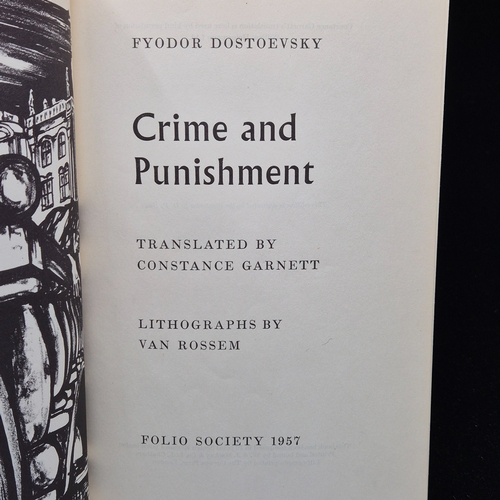 FYODOR DOSTOEVSKY
Crime and
Punishment
TRANSLATED BY
CONSTANCE GARNETT
LITHOGRAPHS BY
VAN ROSSEM
FOLIO SOCIETY 1957